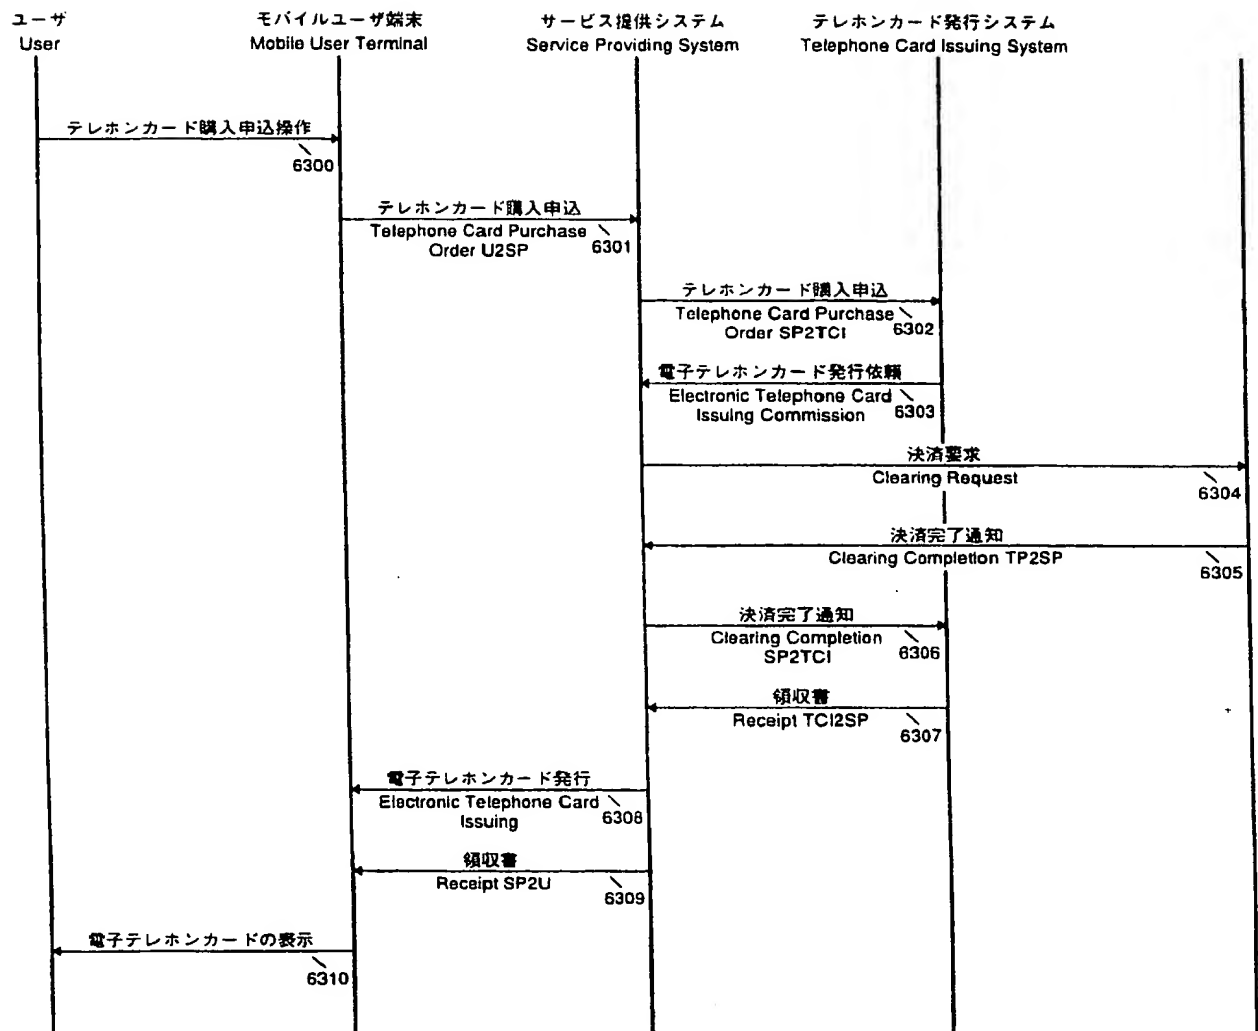 ユーザ
User
モバイルユーザ端末
Mobile User Terminal
サービス提供システム
Service Providing System
テレホンカード発行システム
Telephone Card Issuing System
テレホンカード購入申込操作
6300
テレホンカード購入申込
Telephone Card Purchase
Order U2SP
6301
テレホンカード購入申込
Telephone Card Purchase
Order SP2TCI
6302
電子テレホンカード発行依頼
Electronic Telephone Card
Issuing Commission
6303
決済要求
Clearing Request
6304
決済完了通知
Clearing Completion TP2SP
6305
決済完了通知
Clearing Completion
SP2TCI
6306
領収書
Receipt TCI2SP
6307
電子テレホンカード発行
Electronic Telephone Card
Issuing
6308
領収書
Receipt SP2U
6309
電子テレホンカードの表示
6310